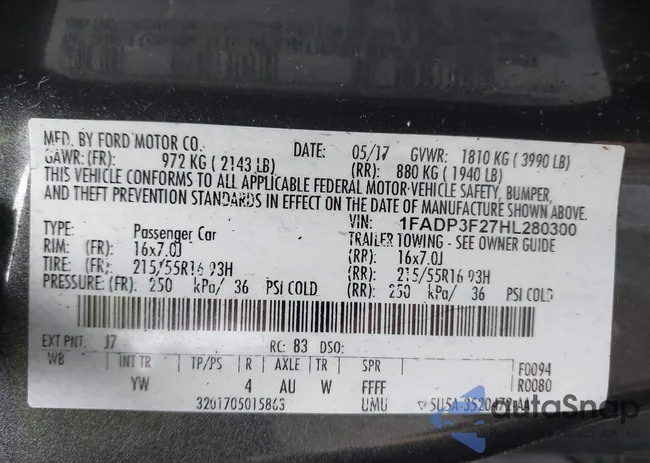 MFD. BY FORD MOTOR CO. DATE: 05/17 GVWR: 1810 KG (3990 LB)
GAWR: (FR): 972 KG (2143 LB) (RR): 880 KG (1940 LB)
THIS VEHICLE CONFORMS TO ALL APPLICABLE FEDERAL MOTOR VEHICLE SAFETY, BUMPER,
AND THEFT PREVENTION STANDARDS IN EFFECT ON THE DATE OF MANUFACTURE SHOWN ABOVE.
VIN: 1FADP3F27HL280300
TYPE: Passenger Car TRAILER TOWING - SEE OWNER GUIDE
RIM: (FR): 16x7.0J (RR): 16x7.0J
TIRE: (FR): 215/55R16 93H (RR): 215/55R16 93H
PRESSURE: (FR): 250 kPa/ 36 PSI COLD (RR): 250 kPa/ 36 PSI COLD
EXT PNT: J7 RC: 83 DSO:
WB INT TR TP/PS R AXLE TR SPR F0094
YW 4 AU W FFFF R0080
3201705015863 UMU 5U5A-3520472-AA
autoSnap